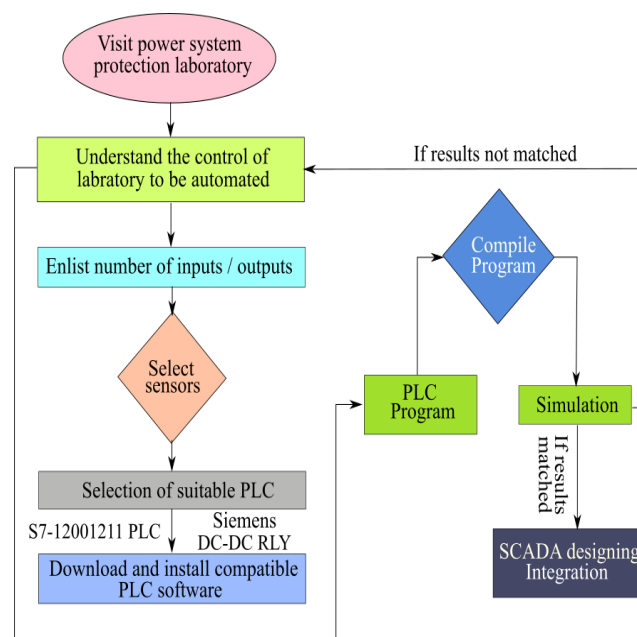 Visit power system
protection laboratory
Understand the control of
labratory to be automated
Enlist number of inputs / outputs
Select
sensors
Selection of suitable PLC
S7-12001211 PLC
Siemens
DC-DC RLY
Download and install compatible
PLC software
If results not matched
Compile
Program
PLC
Program
Simulation
If results
matched
SCADA designing
Integration